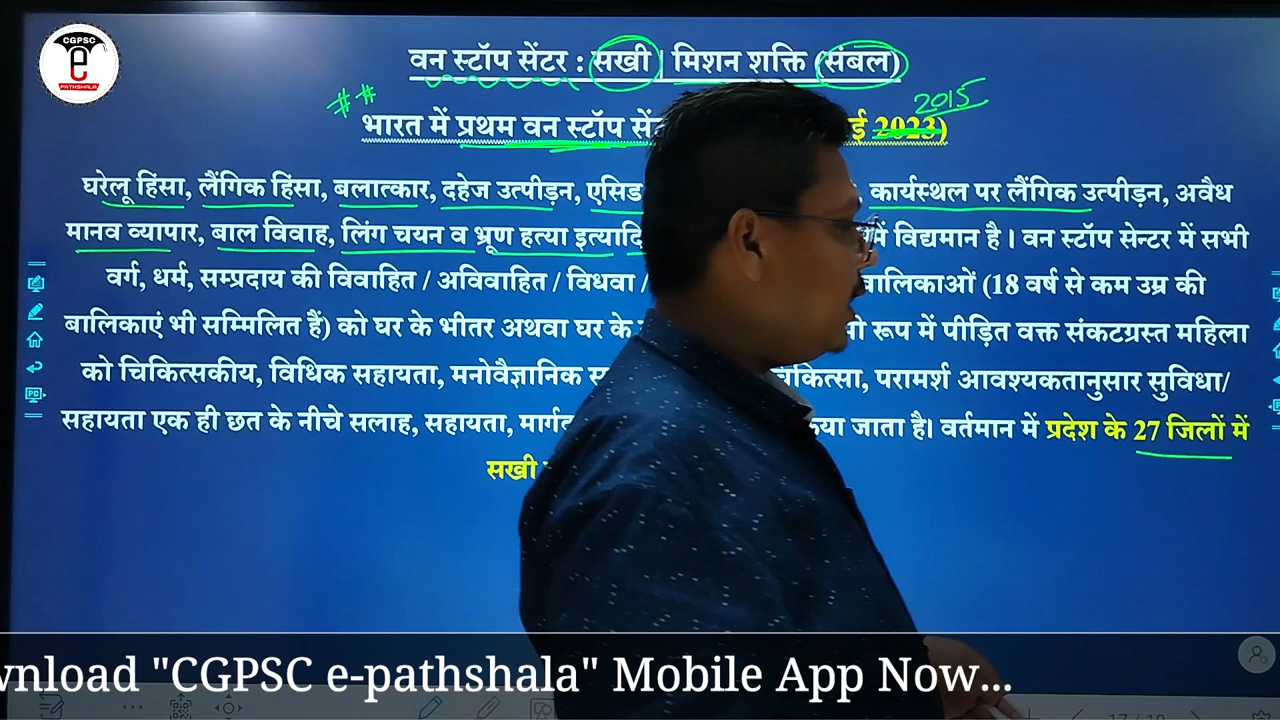 CGPSC
e
PATHSHALA
वन स्टॉप सेंटर : सखी | मिशन शक्ति (संबल)
2015
## भारत में प्रथम वन स्टॉप 2023)
घरेलू हिंसा, लैंगिक हिंसा, बलात्कार, दहेज उत्पीड़न, एसिड कार्यस्थल पर लैंगिक उत्पीड़न, अवैध
मानव व्यापार, बाल विवाह, लिंग चयन व भ्रूण हत्या इत्यादि में विद्यमान है। वन स्टॉप सेन्टर में सभी
वर्ग, धर्म, सम्प्रदाय की विवाहित / अविवाहित / विधवा / बालिकाओं (18 वर्ष से कम उम्र की
बालिकाएं भी सम्मिलित हैं) को घर के भीतर अथवा घर के रूप में पीड़ित वक्त संकटग्रस्त महिला
को चिकित्सकीय, विधिक सहायता, मनोवैज्ञानिक परामर्श आवश्यकतानुसार सुविधा/
सहायता एक ही छत के नीचे सलाह, सहायता, जाता है। वर्तमान में प्रदेश के 27 जिलों में
सखी
wnload "CGPSC e-pathshala" Mobile App Now...